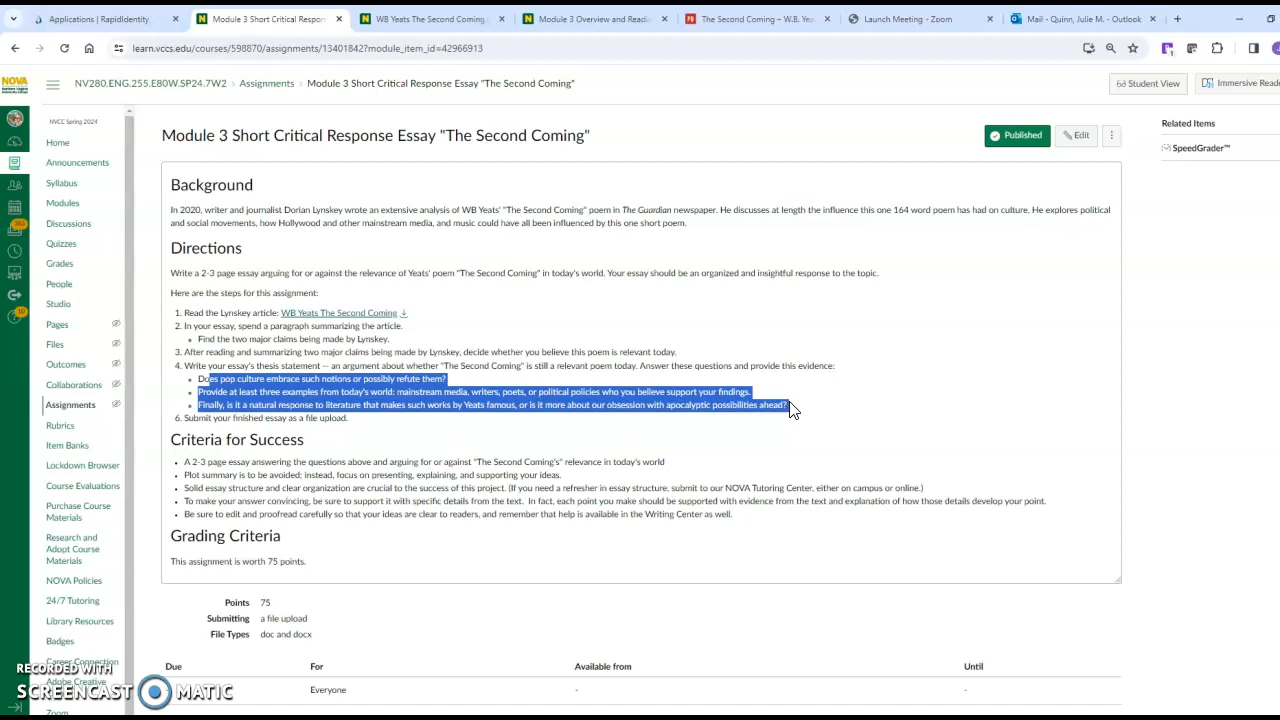 Applications | RapidIdentity
Module 3 Short Critical Respon
WB Yeats The Second Coming
Module 3 Overview and Readin
The Second Coming – W.B. Ye
Launch Meeting - Zoom
Mail - Quinn, Julie M. - Outlook
learn.vccs.edu/courses/598870/assignments/13401842?module_item_id=42966913
NOVA
NV280.ENG.255.E80W.SP24.7W2 > Assignments > Module 3 Short Critical Response Essay "The Second Coming"
Student View
Immersive Reade
NVCC Spring 2024
Home
Announcements
Syllabus
Modules
Discussions
Quizzes
Grades
People
Studio
Pages
Files
Outcomes
Collaborations
Assignments
Rubrics
Item Banks
Lockdown Browser
Course Evaluations
Purchase Course
Materials
Research and
Adopt Course
Materials
NOVA Policies
24/7 Tutoring
Library Resources
Badges
Career Connection
Adobe Creative
Zoom
Module 3 Short Critical Response Essay "The Second Coming"
Published
Edit
Related Items
SpeedGrader™
Background
In 2020, writer and journalist Dorian Lynskey wrote an extensive analysis of WB Yeats' "The Second Coming" poem in The Guardian newspaper. He discusses at length the influence this one 164 word poem has had on culture. He explores political
and social movements, how Hollywood and other mainstream media, and music could have all been influenced by this one short poem.
Directions
Write a 2-3 page essay arguing for or against the relevance of Yeats' poem "The Second Coming" in today's world. Your essay should be an organized and insightful response to the topic.
Here are the steps for this assignment:
1. Read the Lynskey article: WB Yeats The Second Coming
2. In your essay, spend a paragraph summarizing the article.
Find the two major claims being made by Lynskey.
3. After reading and summarizing two major claims being made by Lynskey, decide whether you believe this poem is relevant today.
4. Write your essay's thesis statement -- an argument about whether "The Second Coming" is still a relevant poem today. Answer these questions and provide this evidence:
Does pop culture embrace such notions or possibly refute them?
Provide at least three examples from today's world: mainstream media, writers, poets, or political policies who you believe support your findings.
Finally, is it a natural response to literature that makes such works by Yeats famous, or is it more about our obsession with apocalyptic possibilities ahead?
6. Submit your finished essay as a file upload.
Criteria for Success
A 2-3 page essay answering the questions above and arguing for or against "The Second Coming's" relevance in today's world
Plot summary is to be avoided; instead, focus on presenting, explaining, and supporting your ideas.
Solid essay structure and clear organization are crucial to the success of this project. (If you need a refresher in essay structure, submit to our NOVA Tutoring Center, either on campus or online.)
To make your answer convincing, be sure to support it with specific details from the text. In fact, each point you make should be supported with evidence from the text and explanation of how those details develop your point.
Be sure to edit and proofread carefully so that your ideas are clear to readers, and remember that help is available in the Writing Center as well.
Grading Criteria
This assignment is worth 75 points.
Points 75
Submitting a file upload
File Types doc and docx
Due For Available from Until
- Everyone - -
RECORDED WITH
SCREENCAST MATIC